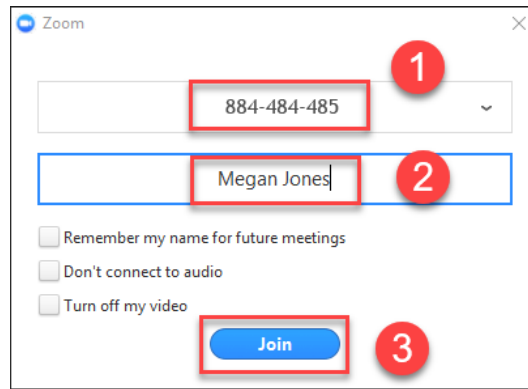 Zoom
1
884-484-485
Megan Jones
2
Remember my name for future meetings
Don't connect to audio
Turn off my video
Join
3